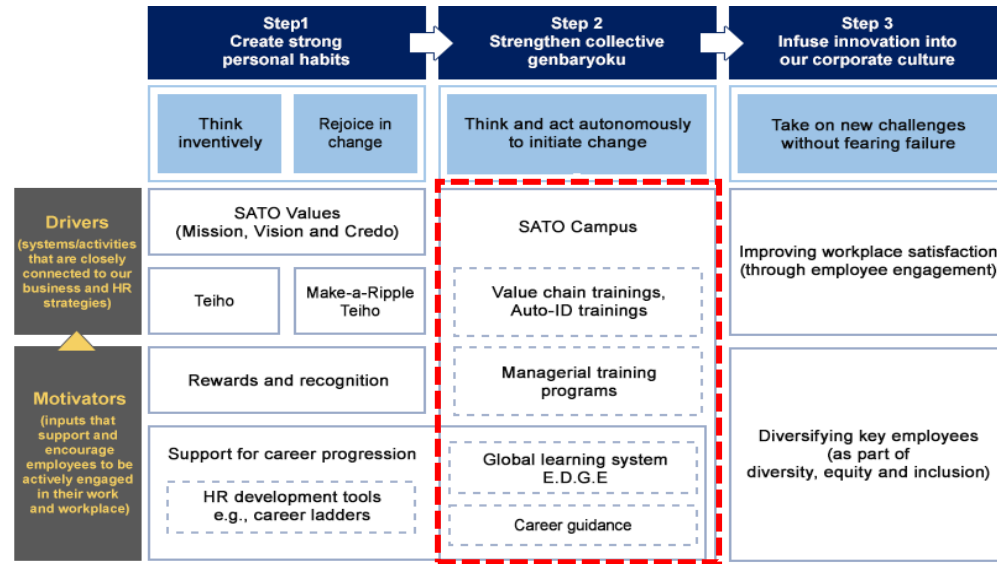 Step1
Create strong
personal habits
Step 2
Strengthen collective
genbaryoku
Step 3
Infuse innovation into
our corporate culture
Think
inventively
Rejoice in
change
Think and act autonomously
to initiate change
Take on new challenges
without fearing failure
Drivers
(systems/activities
that are closely
connected to our
business and HR
strategies)
SATO Values
(Mission, Vision and Credo)
Teiho
Make-a-Ripple
Teiho
SATO Campus
Value chain trainings,
Auto-ID trainings
Improving workplace satisfaction
(through employee engagement)
Motivators
(inputs that
support and
encourage
employees to be
actively engaged
in their work
and workplace)
Rewards and recognition
Managerial training
programs
Support for career progression
HR development tools
e.g., career ladders
Global learning system
E.D.G.E
Career guidance
Diversifying key employees
(as part of
diversity, equity and inclusion)